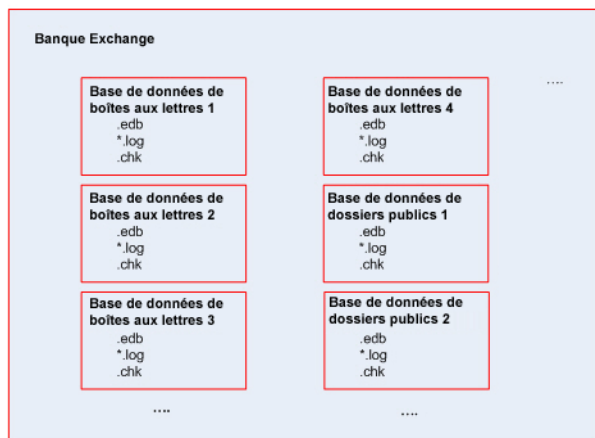 Banque Exchange
Base de données de
boîtes aux lettres 1
.edb
*.log
.chk
Base de données de
boîtes aux lettres 2
.edb
*.log
.chk
Base de données de
boîtes aux lettres 3
.edb
*.log
.chk
....
Base de données de
boîtes aux lettres 4
.edb
*.log
.chk
Base de données de
dossiers publics 1
.edb
*.log
.chk
Base de données de
dossiers publics 2
.edb
*.log
.chk
....
....